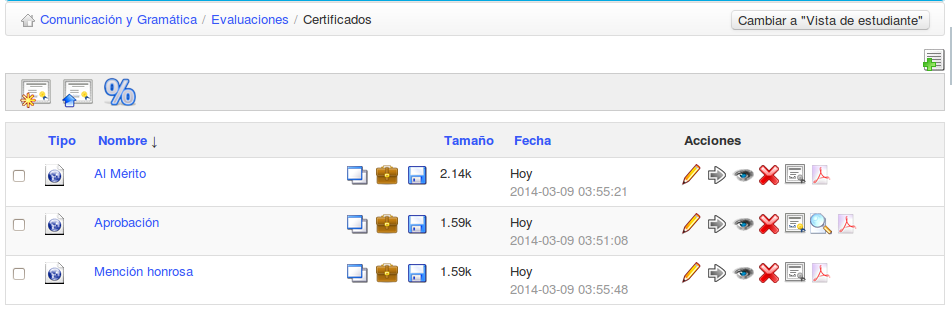 Comunicación y Gramática / Evaluaciones / Certificados
Cambiar a "Vista de estudiante"
%
Tipo Nombre ↓ Tamaño Fecha Acciones
Al Mérito 2.14k Hoy
2014-03-09 03:55:21
Aprobación 1.59k Hoy
2014-03-09 03:51:08
Mención honrosa 1.59k Hoy
2014-03-09 03:55:48